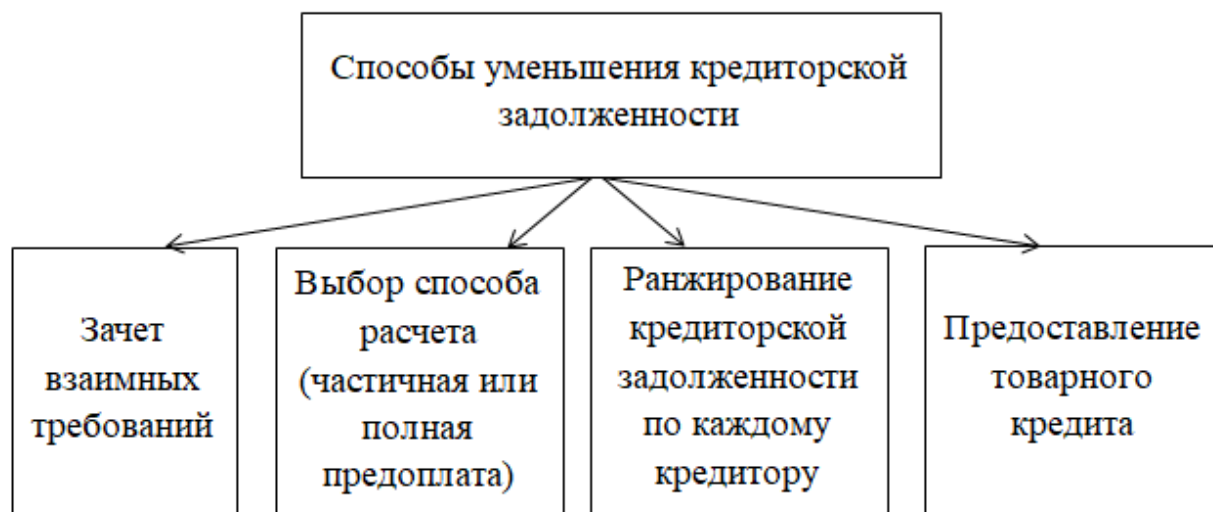 Способы уменьшения кредиторской
задолженности
Зачет
взаимных
требований
Выбор способа
расчета
(частичная или
полная
предоплата)
Ранжирование
кредиторской
задолженности
по каждому
кредитору
Предоставление
товарного
кредита